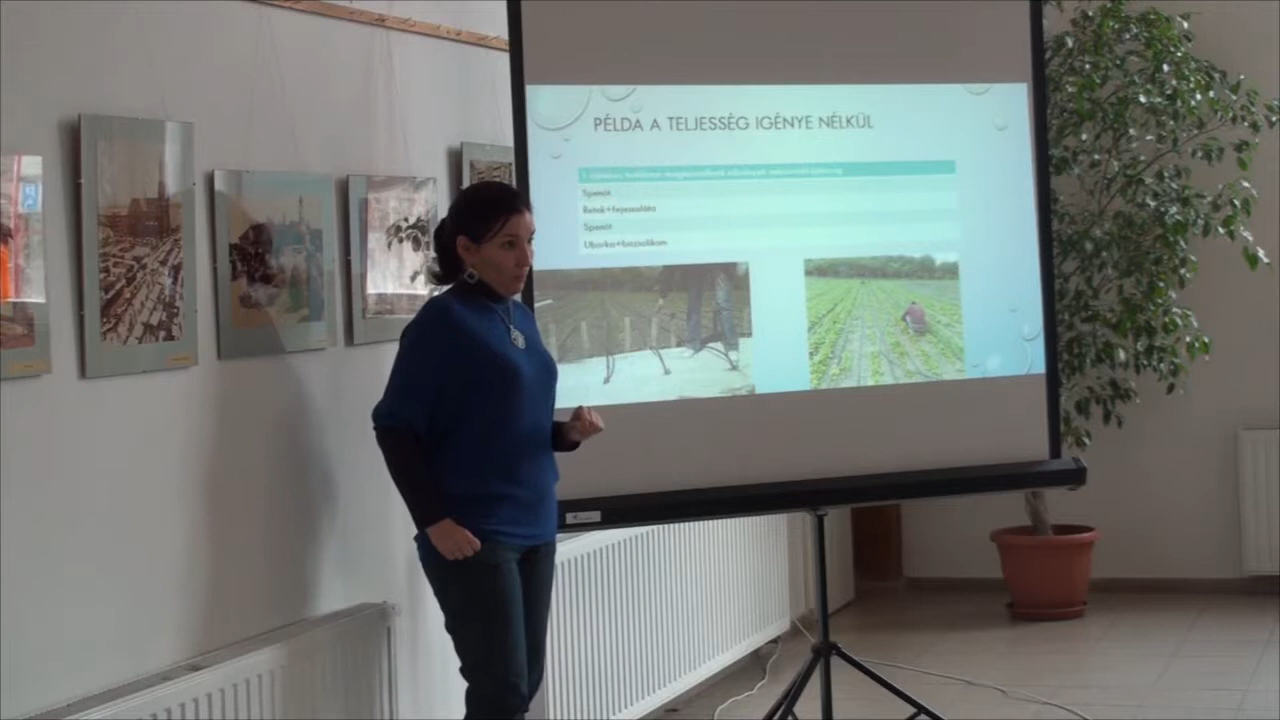 PÉLDA A TELJESSÉG IGÉNYE NÉLKÜL
Spenót
Retek+fejessaláta
Spenót
Uborka+bazsalikom